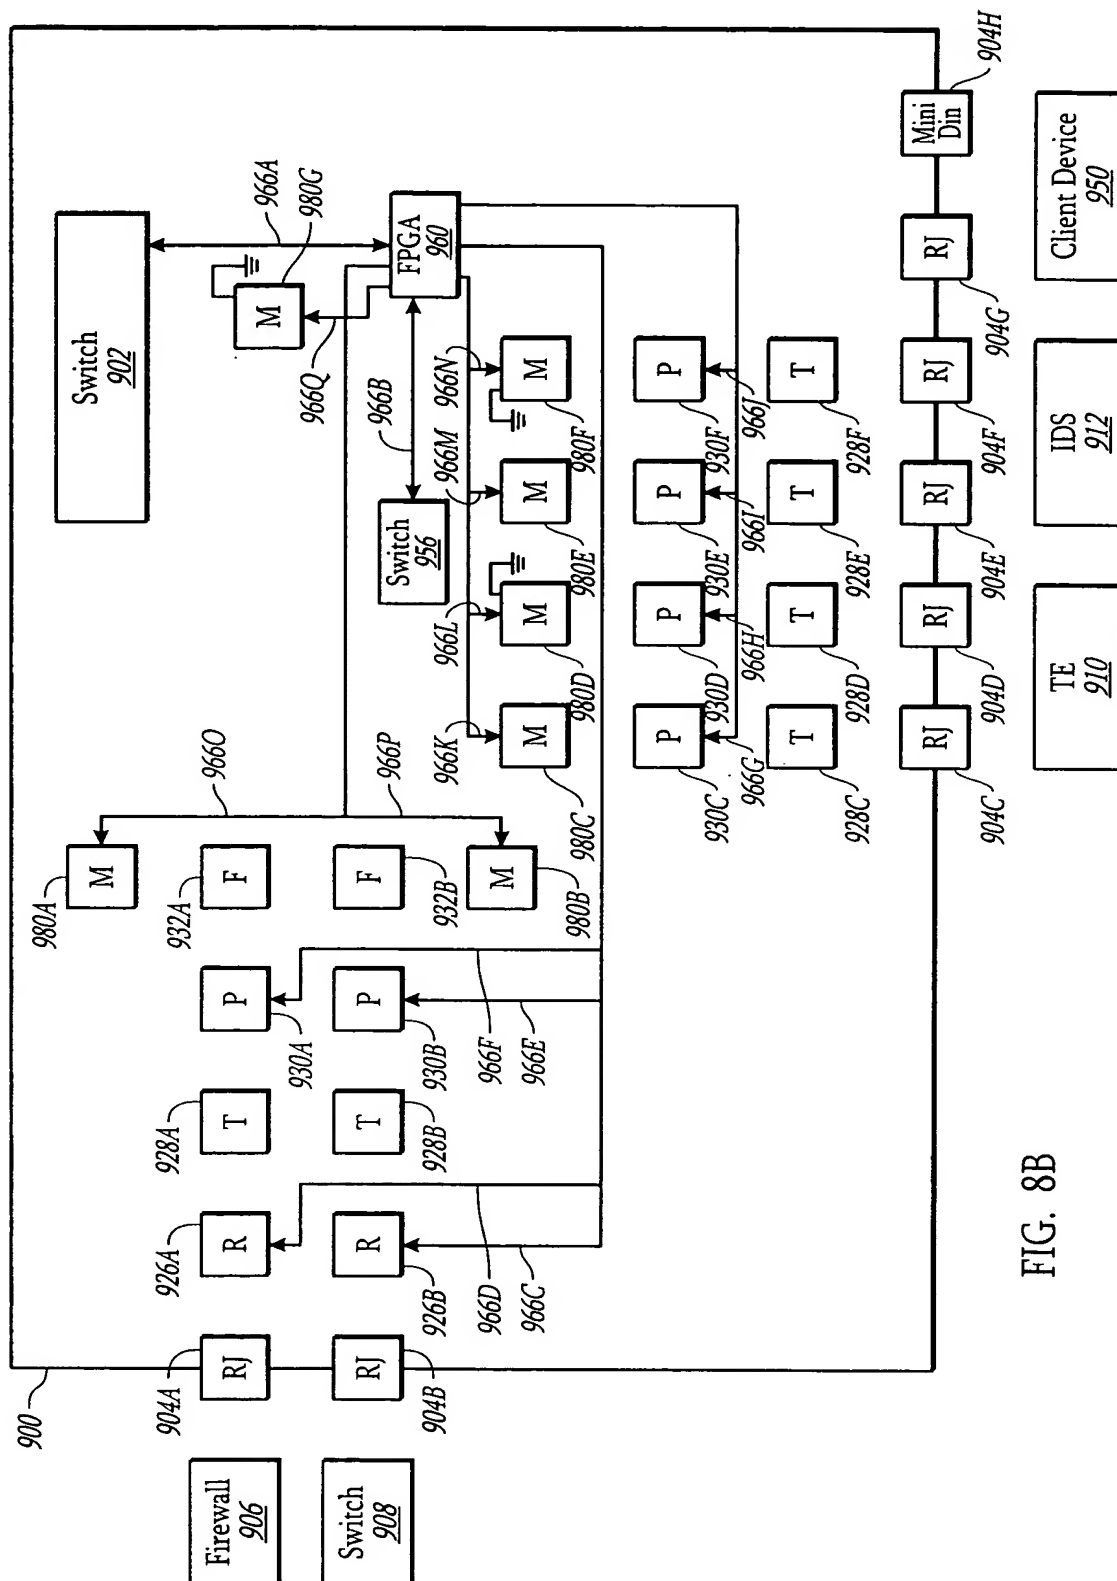 900
Switch
902
966A
980G
M
966Q
FPGA
960
966B
Switch
956
966N
966M
966L
966K
M
980F
M
980E
M
980D
M
980C
966O
966P
M
980A
F
932A
F
932B
M
980B
P
930A
P
930B
966F
966E
T
928A
T
928B
R
926A
R
926B
966D
966C
RJ
904A
RJ
904B
Firewall
906
Switch
908
P
930F
966J
P
930E
966I
P
930D
966H
P
930C
966G
T
928F
T
928E
T
928D
T
928C
Mini
Din
904H
RJ
904G
RJ
904F
RJ
904E
RJ
904D
RJ
904C
Client Device
950
IDS
912
TE
910
FIG. 8B